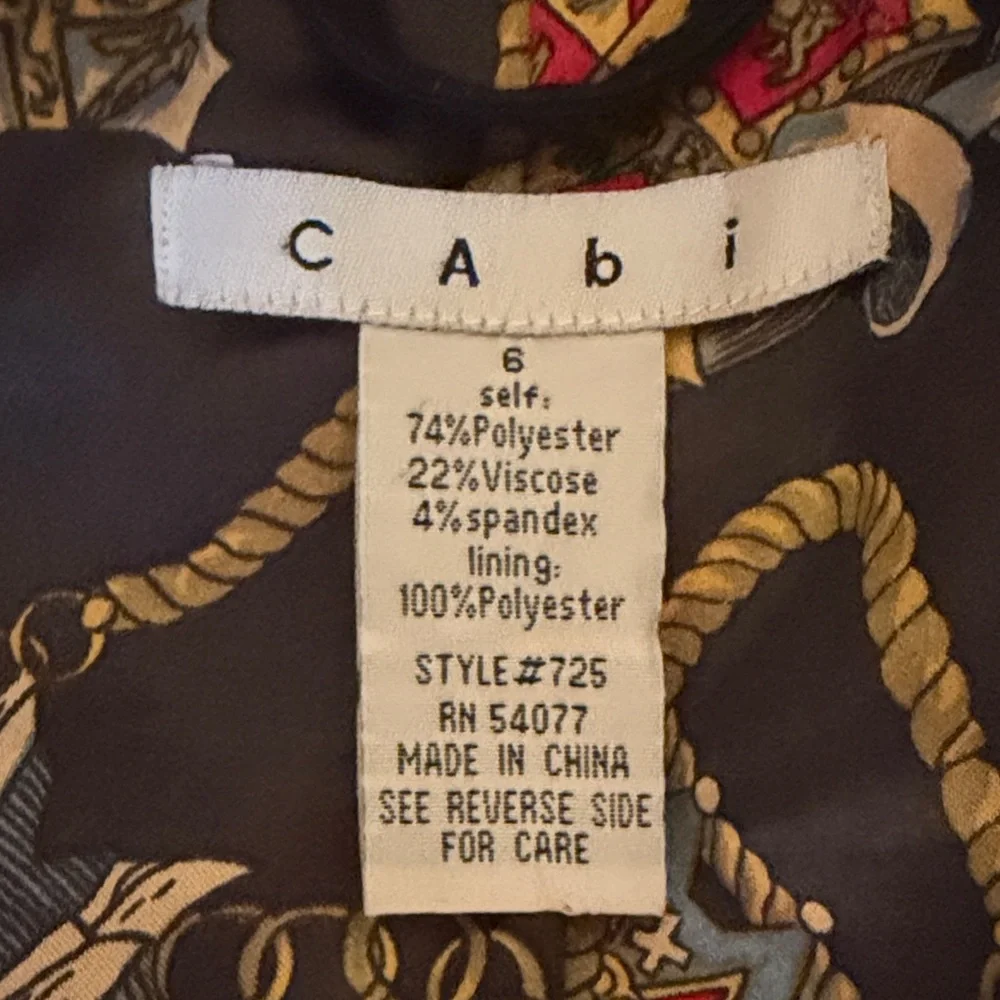 C A b i
6
self:
74%Polyester
22%Viscose
4%spandex
lining:
100%Polyester
STYLE#725
RN 54077
MADE IN CHINA
SEE REVERSE SIDE
FOR CARE